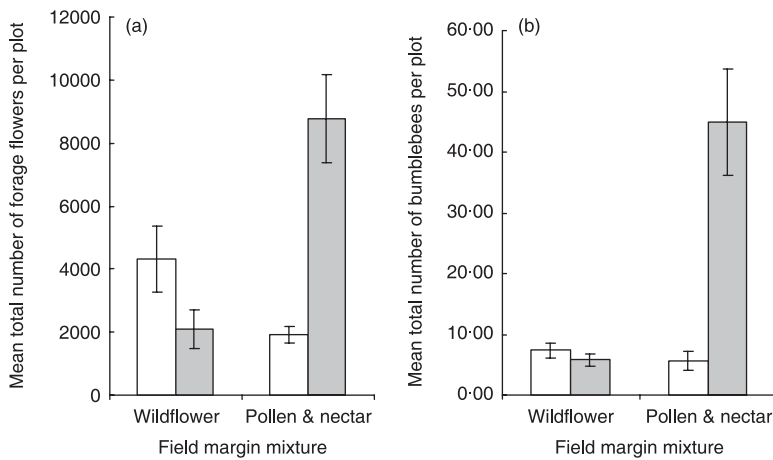 (a)
Mean total number of forage flowers per plot
12000
10000
8000
6000
4000
2000
0
Wildflower Pollen & nectar
Field margin mixture
(b)
Mean total number of bumblebees per plot
60·00
50·00
40·00
30·00
20·00
10·00
0·00
Wildflower Pollen & nectar
Field margin mixture